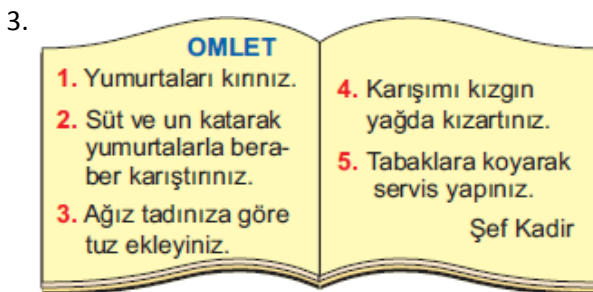 3.
OMLET
1. Yumurtaları kırınız.
2. Süt ve un katarak
yumurtalarla bera-
ber karıştırınız.
3. Ağız tadınıza göre
tuz ekleyiniz.
4. Karışımı kızgın
yağda kızartınız.
5. Tabaklara koyarak
servis yapınız.
Şef Kadir